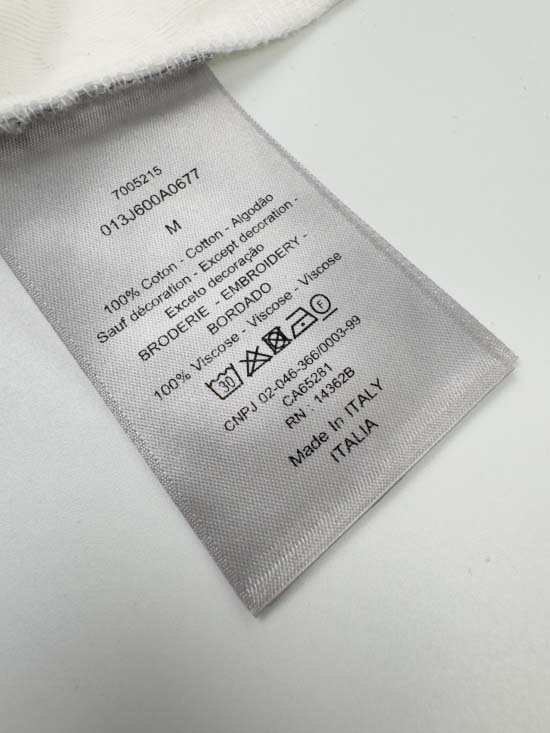 7005215
013J600A0677
M
100% Coton - Cotton - Algodão
Sauf décoration - Except decoration -
Exceto decoração
BRODERIE - EMBROIDERY -
BORDADO
100% Viscose - Viscose - Viscose
30 F
CNPJ 02-046-366/0003-99
CA65281
RN : 14362B
Made In ITALY
ITALIA